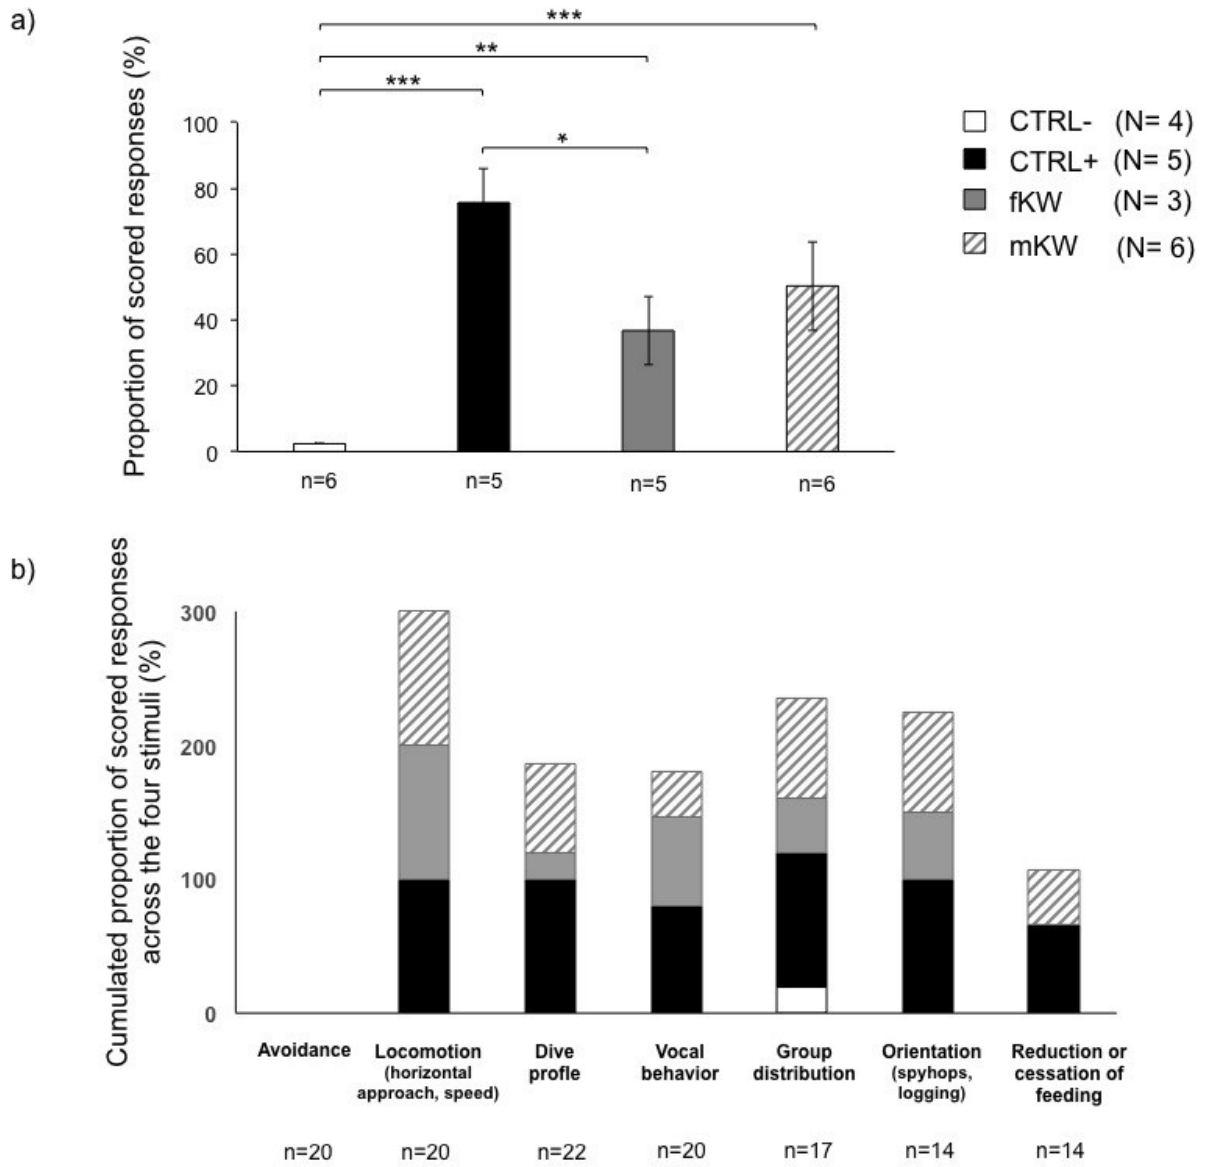 a)
Proportion of scored responses (%)
***
**
***
*
100
80
60
40
20
0
n=6
n=5
n=5
n=6
CTRL- (N= 4)
CTRL+ (N= 5)
fKW (N= 3)
mKW (N= 6)
b)
Cumulated proportion of scored responses
across the four stimuli (%)
300
200
100
0
Avoidance
Locomotion
(horizontal
approach, speed)
Dive
profle
Vocal
behavior
Group
distribution
Orientation
(spyhops,
logging)
Reduction or
cessation of
feeding
n=20
n=20
n=22
n=20
n=17
n=14
n=14